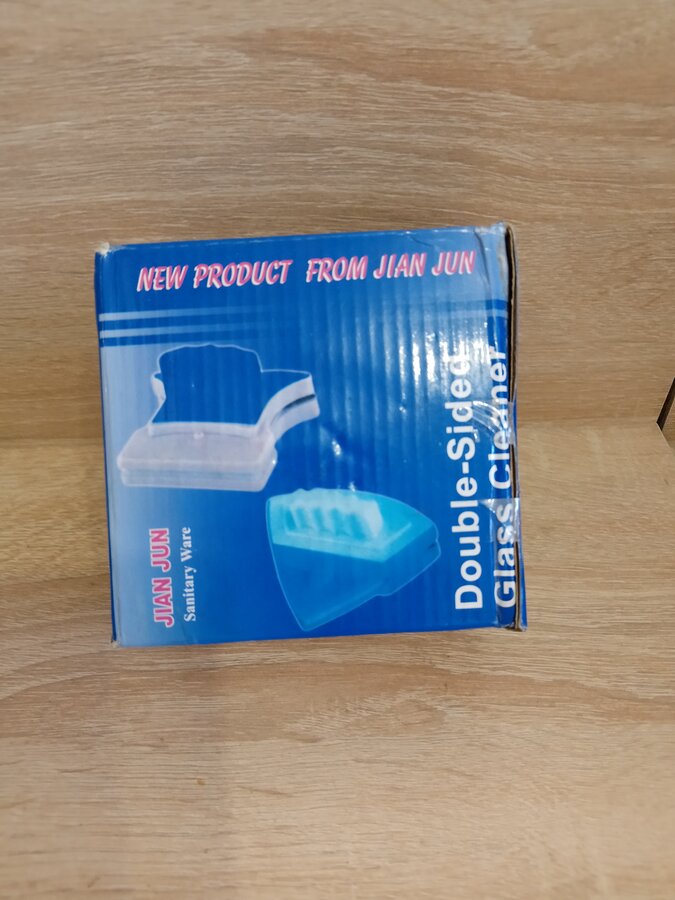 NEW PRODUCT FROM JIAN JUN
Double-Sided
Glass Cleaner
JIAN JUN
Sanitary Ware